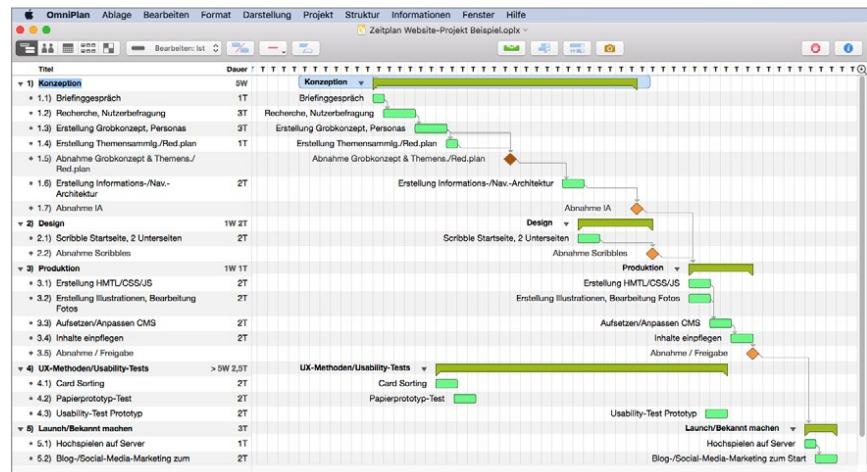 OmniPlan Ablage Bearbeiten Format Darstellung Projekt Struktur Informationen Fenster Hilfe
Zeitplan Website-Projekt Beispiel.oplx
Bearbeiten: Ist
Titel Dauer T T T T T T T T T T T T T T T T T T T T T T T T T T T T T T T T T T T T T T T T T T T T T T T T T T T T T T T T T
1) Konzeption 5W Konzeption
1.1) Briefinggespräch 1T Briefinggespräch
1.2) Recherche, Nutzerbefragung 3T Recherche, Nutzerbefragung
1.3) Erstellung Grobkonzept, Personas 3T Erstellung Grobkonzept, Personas
1.4) Erstellung Themensammlg./Red.plan 1T Erstellung Themensammlg./Red.plan
1.5) Abnahme Grobkonzept & Themens./ Abnahme Grobkonzept & Themens./Red.plan
Red.plan
1.6) Erstellung Informations-/Nav.- 2T Erstellung Informations-/Nav.-Architektur
Architektur
1.7) Abnahme IA Abnahme IA
2) Design 1W 2T Design
2.1) Scribble Startseite, 2 Unterseiten 2T Scribble Startseite, 2 Unterseiten
2.2) Abnahme Scribbles Abnahme Scribbles
3) Produktion 1W 1T Produktion
3.1) Erstellung HMTL/CSS/JS 2T Erstellung HMTL/CSS/JS
3.2) Erstellung Illustrationen, Bearbeitung 2T Erstellung Illustrationen, Bearbeitung Fotos
Fotos
3.3) Aufsetzen/Anpassen CMS 2T Aufsetzen/Anpassen CMS
3.4) Inhalte einpflegen 2T Inhalte einpflegen
3.5) Abnahme / Freigabe Abnahme / Freigabe
4) UX-Methoden/Usability-Tests > 5W 2,5T UX-Methoden/Usability-Tests
4.1) Card Sorting 2T Card Sorting
4.2) Papierprototyp-Test 2T Papierprototyp-Test
4.3) Usability-Test Prototyp 2T Usability-Test Prototyp
5) Launch/Bekannt machen 3T Launch/Bekannt machen
5.1) Hochspielen auf Server 1T Hochspielen auf Server
5.2) Blog-/Social-Media-Marketing zum 2T Blog-/Social-Media-Marketing zum Start